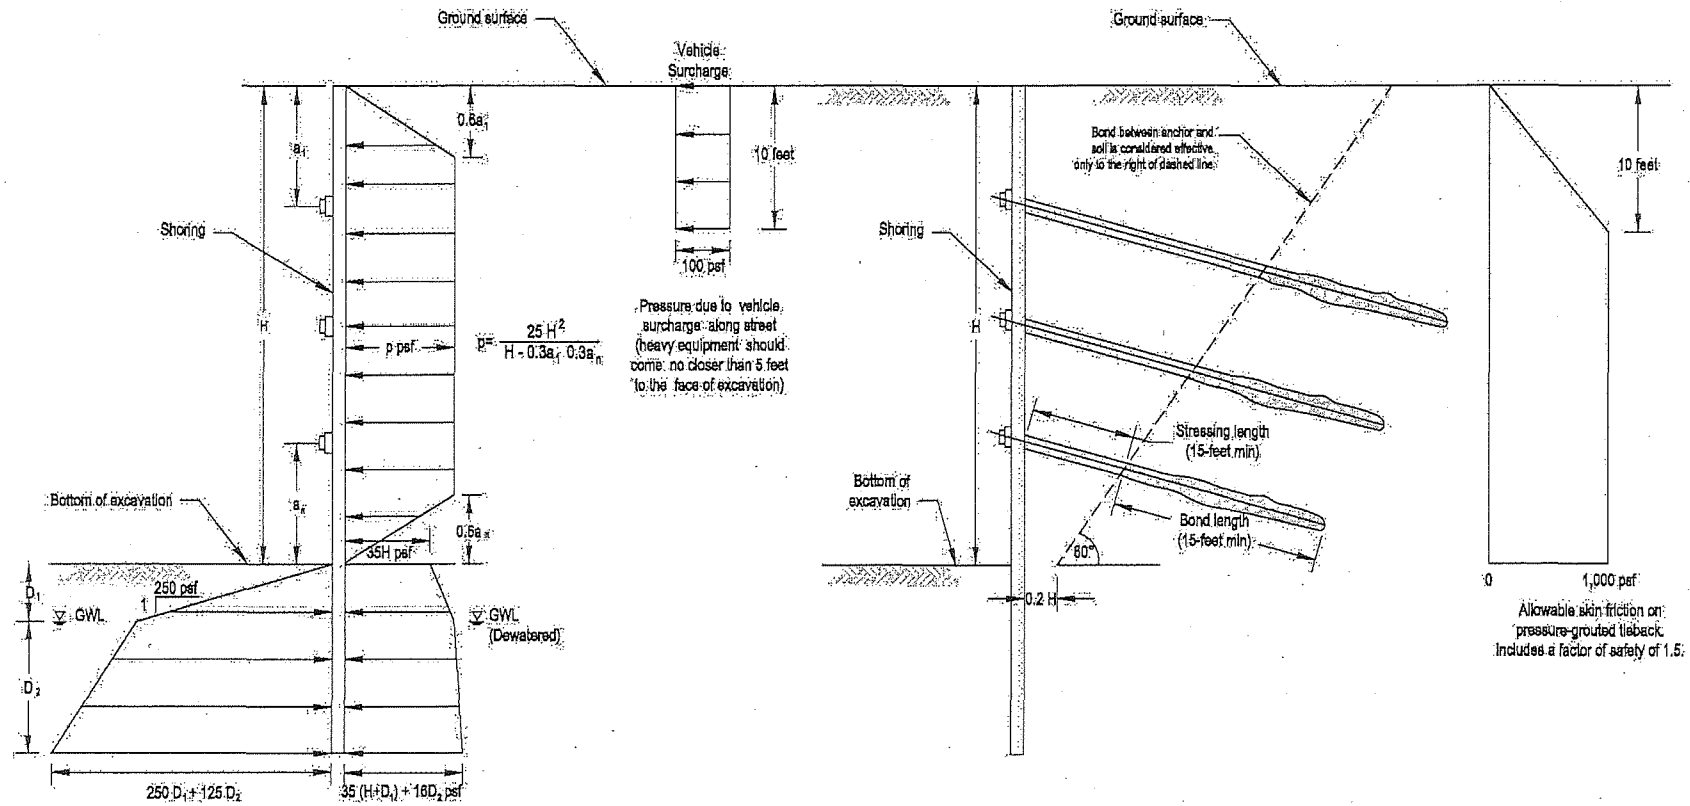 Ground surface
Vehicle
Surcharge
0.6a₁
a₁
10 feet
Shoring
100 psf
H
p psf
p= 25 H²
H - 0.3a₁ 0.3aₙ
Pressure due to vehicle
surcharge along street
(heavy equipment should
come no closer than 5 feet
to the face of excavation)
Bottom of excavation
35H psf
D₁
250 psf
1
GWL
GWL
(Dewatered)
D₂
250 D₁ + 125 D₂
35 (H+D₁) + 16D₂ psf
Ground surface
Bond between anchor and
soil is considered effective
only to the right of dashed line
10 feet
Shoring
H
Stressing length
(15-feet min)
Bottom of
excavation
Bond length
(15-feet min)
60°
0.2 H
0
1,000 psf
Allowable skin friction on
pressure-grouted tieback.
Includes a factor of safety of 1.5.